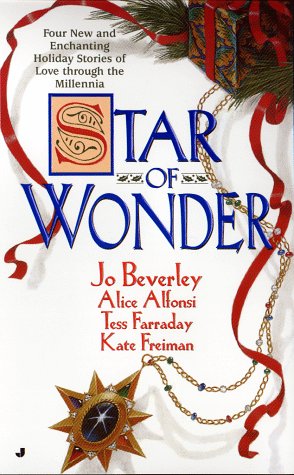 Four New and
Enchanting
Holiday Stories of
Love through the
Millennia
STAR
OF
WONDER
Jo Beverley
Alice Alfonsi
Tess Farraday
Kate Freiman
J